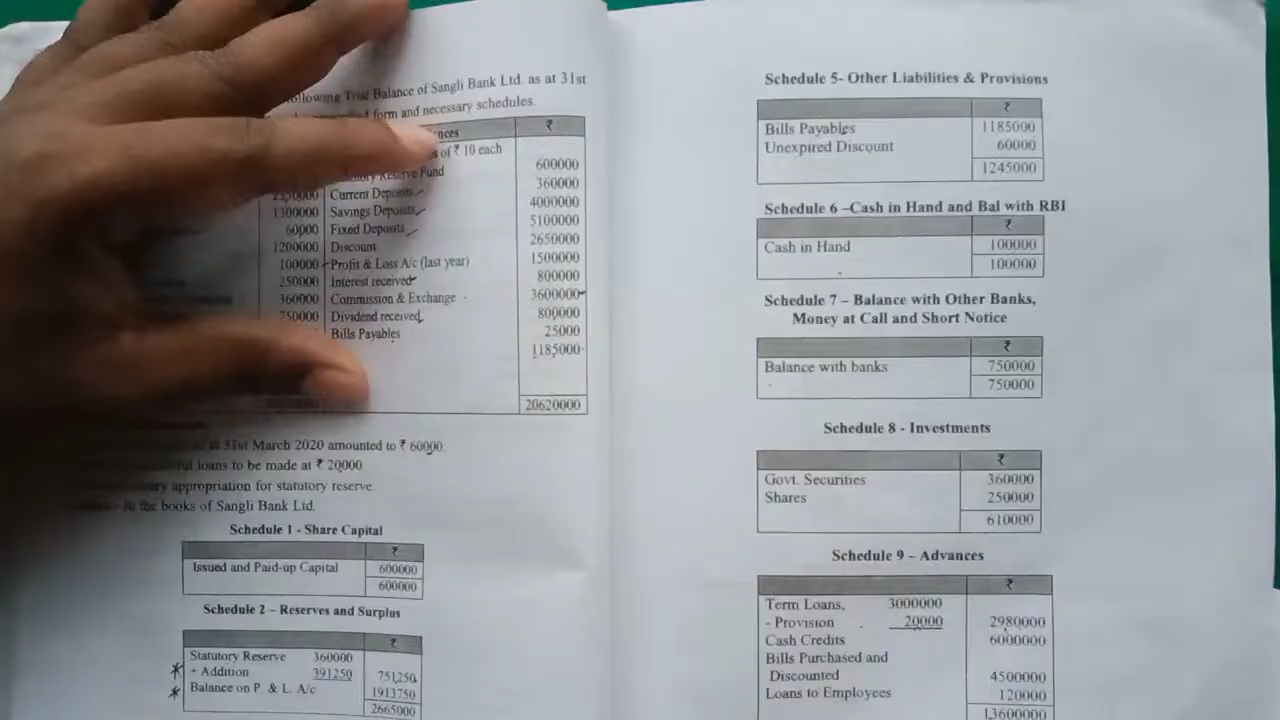 ollowing Trial Balance of Sangli Bank Ltd. as at 31st
form and necessary schedules.
nces ₹
s of ₹ 10 each 600000
Reserve Fund 360000
Current Deposits 4000000
1300000 Savings Deposits 5100000
60000 Fixed Deposits 2650000
1200000 Discount 1500000
100000 Profit & Loss A/c (last year) 800000
250000 Interest received 3600000
360000 Commission & Exchange 800000
750000 Dividend received 25000
Bills Payables 1185000
20620000
at 31st March 2020 amounted to ₹ 60000.
ful loans to be made at ₹ 20000
appropriation for statutory reserve.
In the books of Sangli Bank Ltd.
Schedule 1 - Share Capital
₹
Issued and Paid-up Capital 600000
600000
Schedule 2 – Reserves and Surplus
₹
Statutory Reserve 360000
+ Addition 391250 751250
Balance on P. & L. A/c 1913750
2665000
Schedule 5- Other Liabilities & Provisions
₹
Bills Payables 1185000
Unexpired Discount 60000
1245000
Schedule 6 –Cash in Hand and Bal with RBI
₹
Cash in Hand 100000
100000
Schedule 7 – Balance with Other Banks,
Money at Call and Short Notice
₹
Balance with banks 750000
750000
Schedule 8 - Investments
₹
Govt. Securities 360000
Shares 250000
610000
Schedule 9 – Advances
₹
Term Loans, 3000000
- Provision 20000 2980000
Cash Credits 6000000
Bills Purchased and
Discounted 4500000
Loans to Employees 120000
13600000